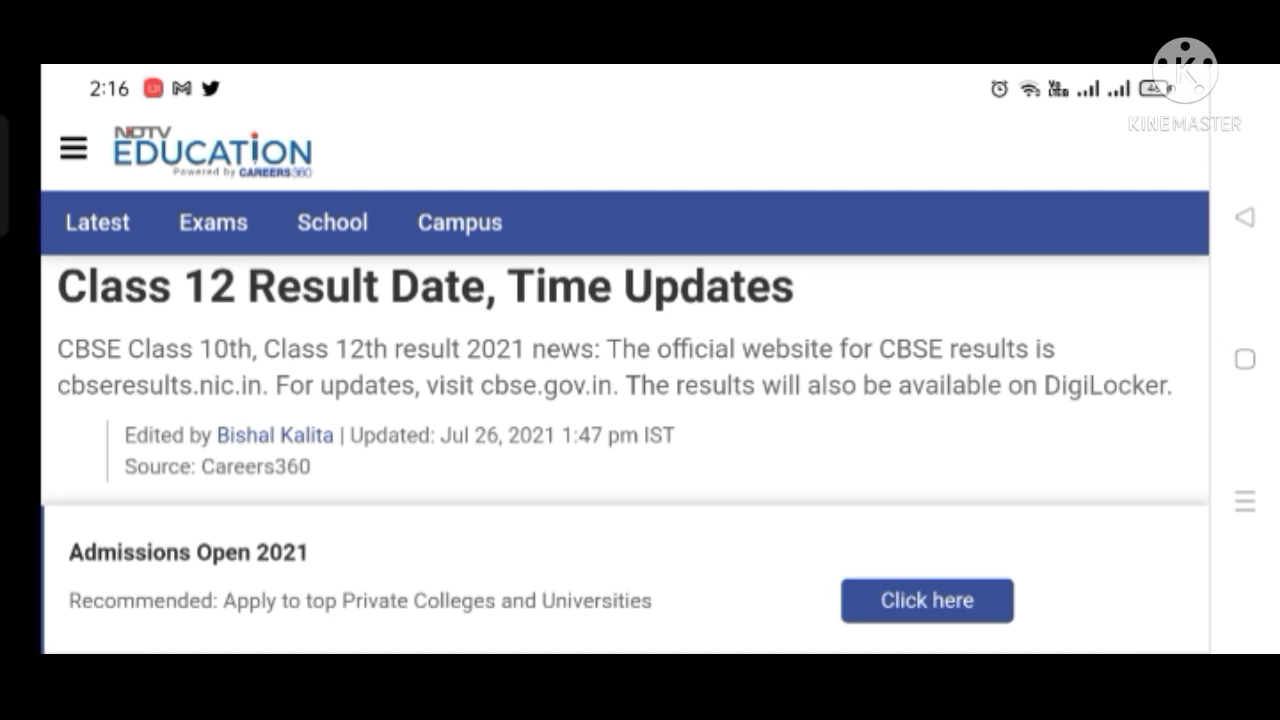 2:16
KINEMASTER
NDTV
EDUCATION
Powered by CAREERS360
Latest Exams School Campus
Class 12 Result Date, Time Updates
CBSE Class 10th, Class 12th result 2021 news: The official website for CBSE results is
cbseresults.nic.in. For updates, visit cbse.gov.in. The results will also be available on DigiLocker.
Edited by Bishal Kalita | Updated: Jul 26, 2021 1:47 pm IST
Source: Careers360
Admissions Open 2021
Recommended: Apply to top Private Colleges and Universities
Click here